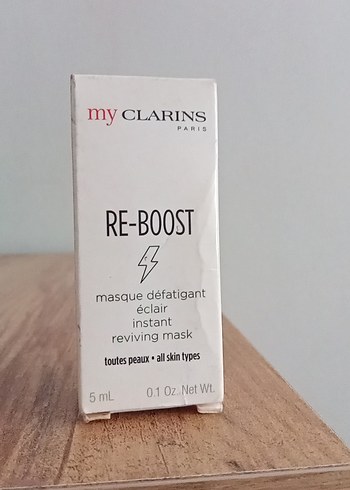 my CLARINS
PARIS
RE-BOOST
masque défatigant
éclair
instant
reviving mask
toutes peaux • all skin types
5 mL 0.1 Oz. Net Wt.